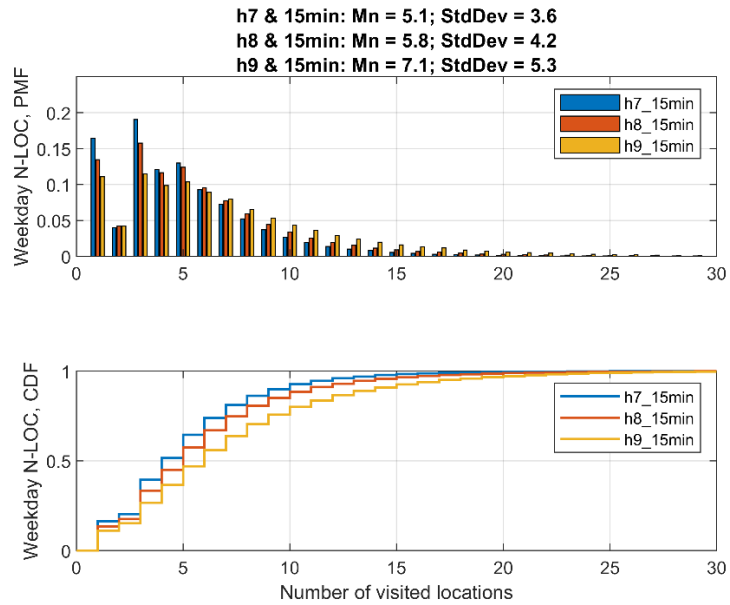 h7 & 15min: Mn = 5.1; StdDev = 3.6
h8 & 15min: Mn = 5.8; StdDev = 4.2
h9 & 15min: Mn = 7.1; StdDev = 5.3
Weekday N-LOC, PMF
0.2
0.15
0.1
0.05
0
h7_15min
h8_15min
h9_15min
0 5 10 15 20 25 30
Weekday N-LOC, CDF
1
0.5
0
h7_15min
h8_15min
h9_15min
0 5 10 15 20 25 30
Number of visited locations